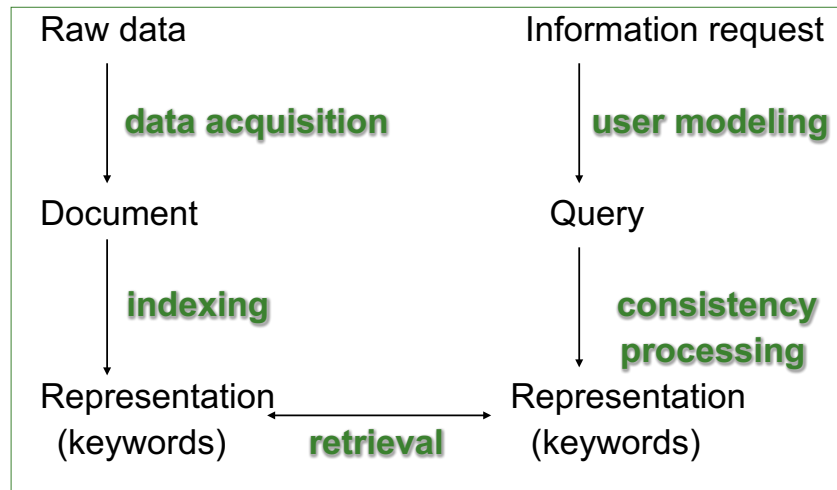 Raw data
Information request
data acquisition
user modeling
Document
Query
indexing
consistency
processing
Representation
(keywords)
retrieval
Representation
(keywords)